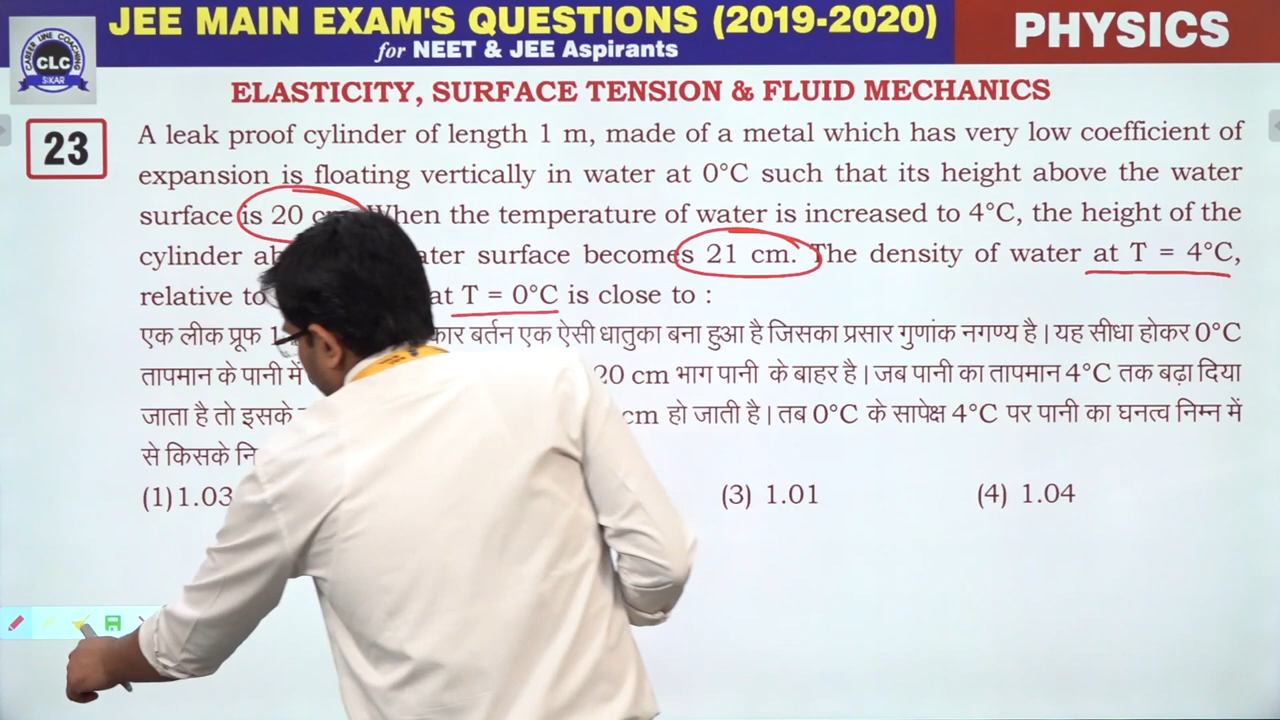 JEE MAIN EXAM'S QUESTIONS (2019-2020)
for NEET & JEE Aspirants
PHYSICS
CAREER LINE COACHING
CLC
SIKAR
ELASTICITY, SURFACE TENSION & FLUID MECHANICS
23
A leak proof cylinder of length 1 m, made of a metal which has very low coefficient of
expansion is floating vertically in water at 0°C such that its height above the water
surface is 20 When the temperature of water is increased to 4°C, the height of the
cylinder surface becomes 21 cm. The density of water at T = 4°C,
relative to at T = 0°C is close to :
एक लीक प्रूफ बर्तन एक ऐसी धातुका बना हुआ है जिसका प्रसार गुणांक नगण्य है। यह सीधा होकर 0°C
तापमान के पानी में 20 cm भाग पानी के बाहर है। जब पानी का तापमान 4°C तक बढ़ा दिया
जाता है तो इसके cm हो जाती है। तब 0°C के सापेक्ष 4°C पर पानी का घनत्व निम्न में
से किसके
(1) 1.03 (3) 1.01 (4) 1.04